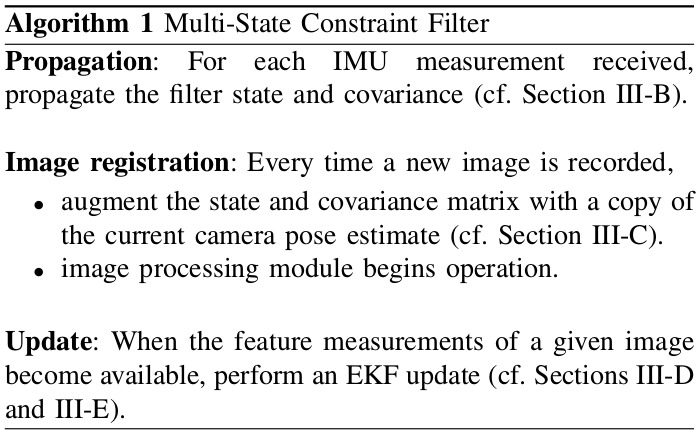 Algorithm 1 Multi-State Constraint Filter
Propagation: For each IMU measurement received,
propagate the filter state and covariance (cf. Section III-B).
Image registration: Every time a new image is recorded,
• augment the state and covariance matrix with a copy of
the current camera pose estimate (cf. Section III-C).
• image processing module begins operation.
Update: When the feature measurements of a given image
become available, perform an EKF update (cf. Sections III-D
and III-E).